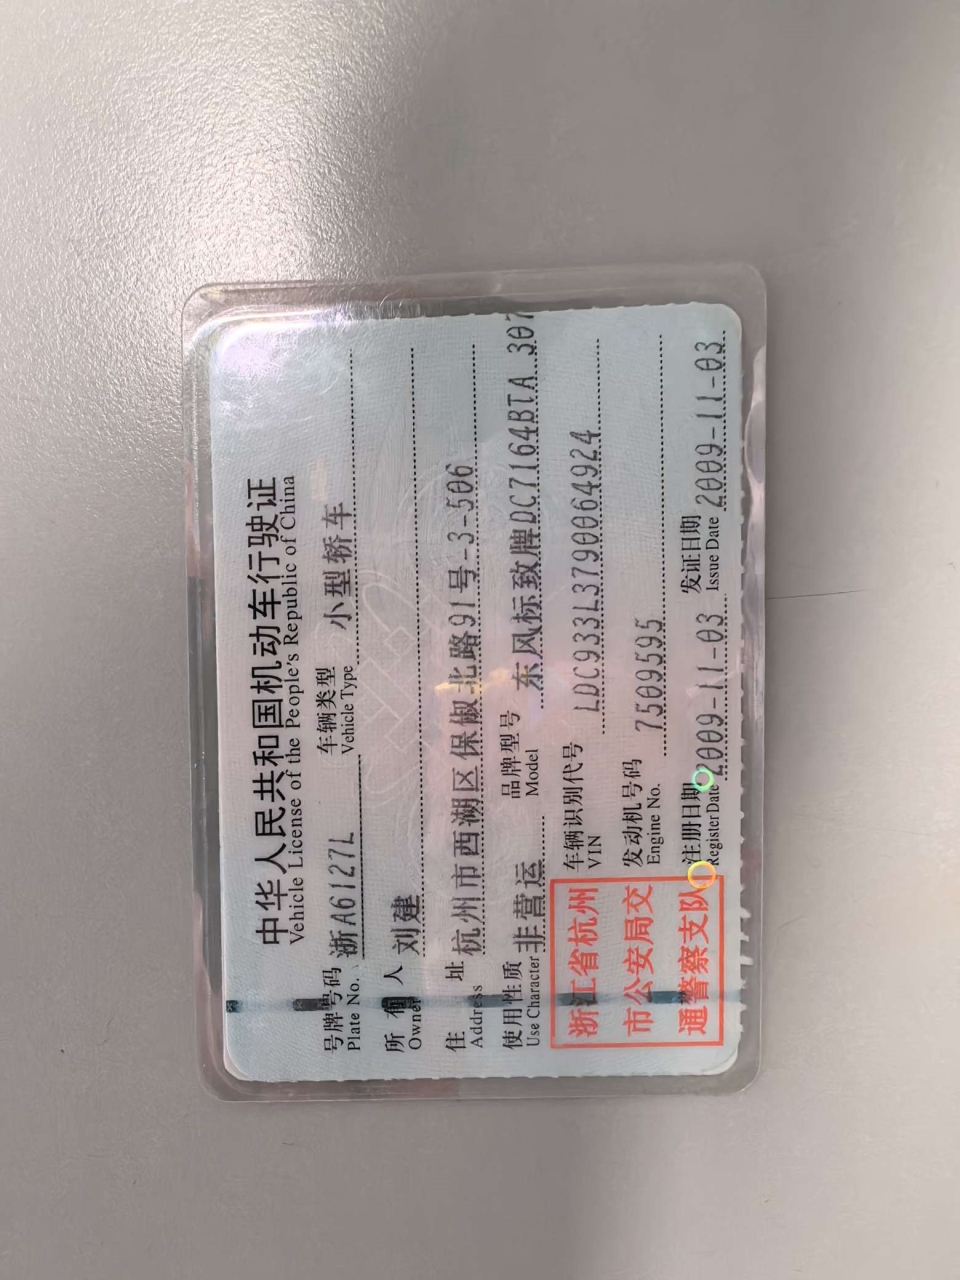 中华人民共和国机动车行驶证
Vehicle License of the People's Republic of China
号牌号码 浙A6127L 车辆类型 小型轿车
Plate No. Vehicle Type
所有人 刘建
Owner
住址 杭州市西湖区保俶北路91号-3-506
Address
使用性质 非营运 品牌型号 东风标致牌DC7164BTA 307
Use Character Model
浙江省杭州
市公安局交
通警察支队
车辆识别代号 LDC933L3790064924
VIN
发动机号码 7509595
Engine No.
注册日期 2009-11-03 发证日期 2009-11-03
Register Date Issue Date